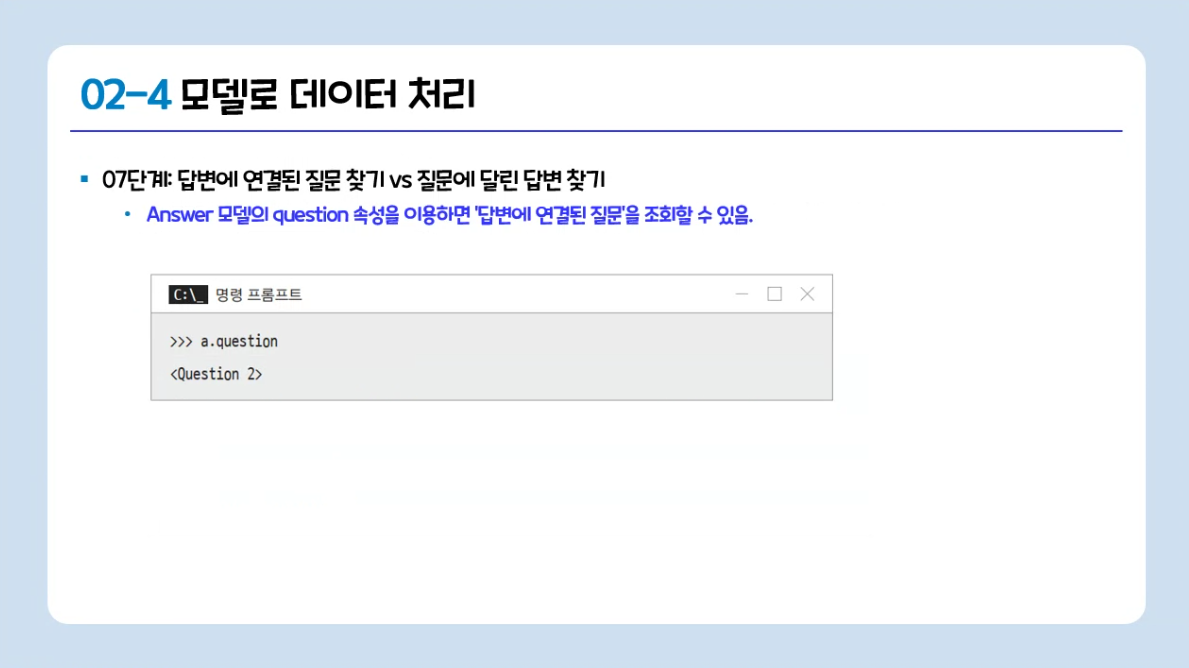 02-4 모델로 데이터 처리
07단계: 답변에 연결된 질문 찾기 vs 질문에 달린 답변 찾기
Answer 모델의 question 속성을 이용하면 '답변에 연결된 질문'을 조회할 수 있음.
C:\_ 명령 프롬프트
>>> a.question
<Question 2>